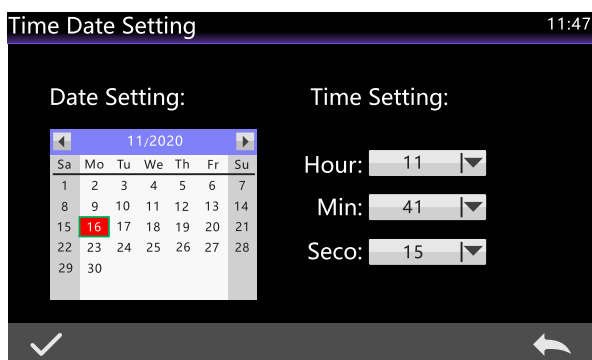 Time Date Setting 11:47
Date Setting:
11/2020
Sa Mo Tu We Th Fr Su
1 2 3 4 5 6 7
8 9 10 11 12 13 14
15 16 17 18 19 20 21
22 23 24 25 26 27 28
29 30
Time Setting:
Hour: 11
Min: 41
Seco: 15